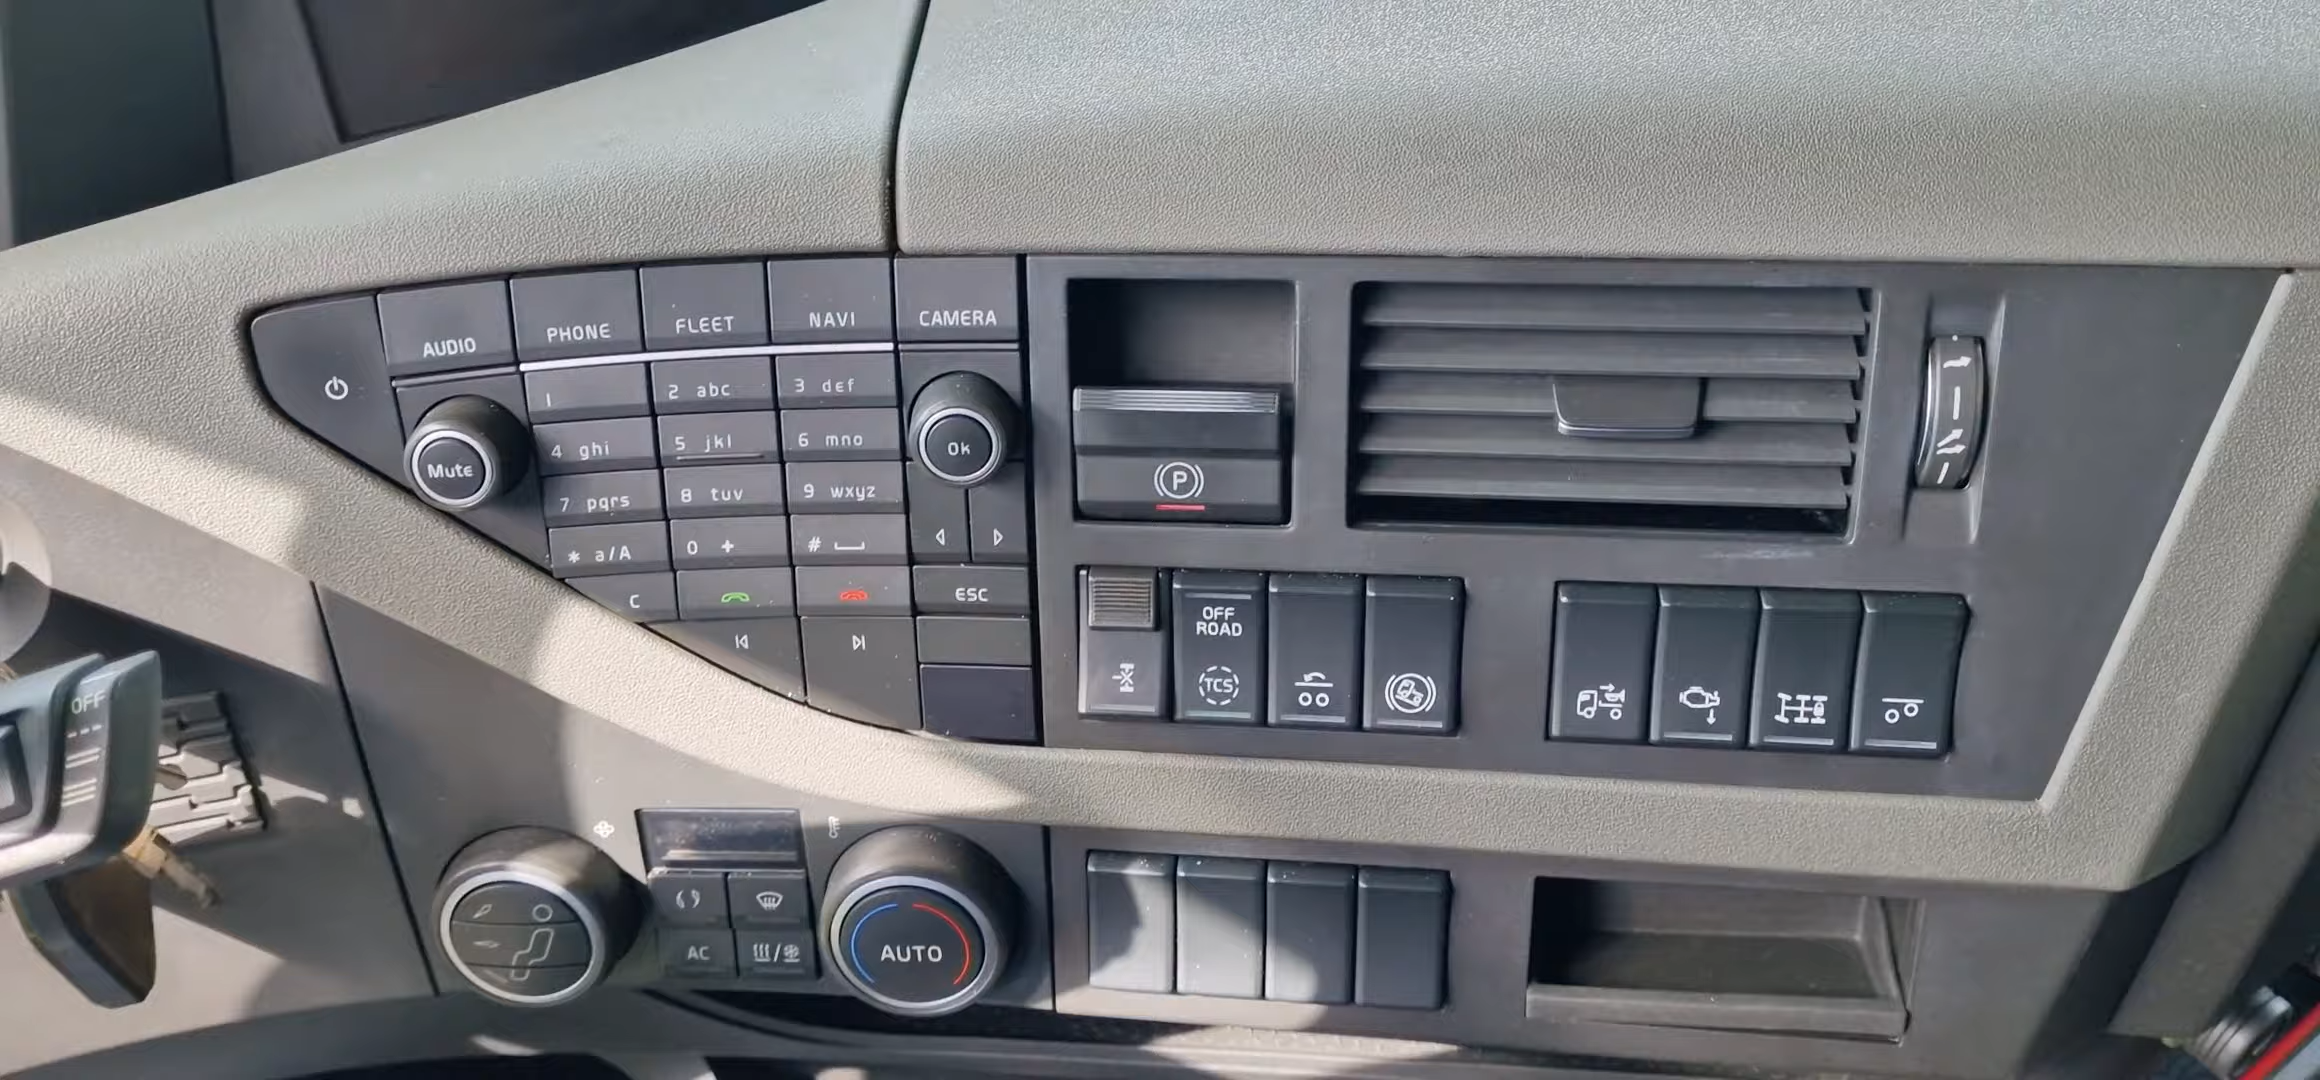 AUDIO
PHONE
FLEET
NAVI
CAMERA
1
2 abc
3 def
Mute
4 ghi
5 jkl
6 mno
Ok
7 pqrs
8 tuv
9 wxyz
* a/A
0 +
#
C
ESC
P
OFF
ROAD
TCS
OFF
AC
AUTO